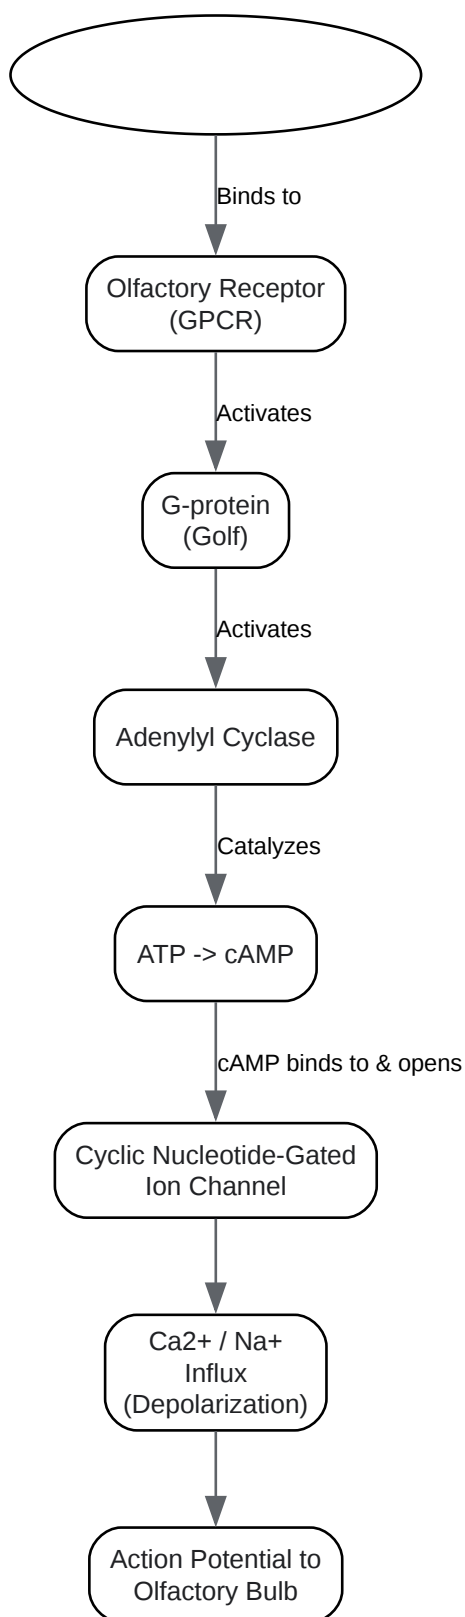 Binds to
Olfactory Receptor
(GPCR)
Activates
G-protein
(Golf)
Activates
Adenylyl Cyclase
Catalyzes
ATP -> cAMP
cAMP binds to & opens
Cyclic Nucleotide-Gated
Ion Channel
Ca2+ / Na+
Influx
(Depolarization)
Action Potential to
Olfactory Bulb